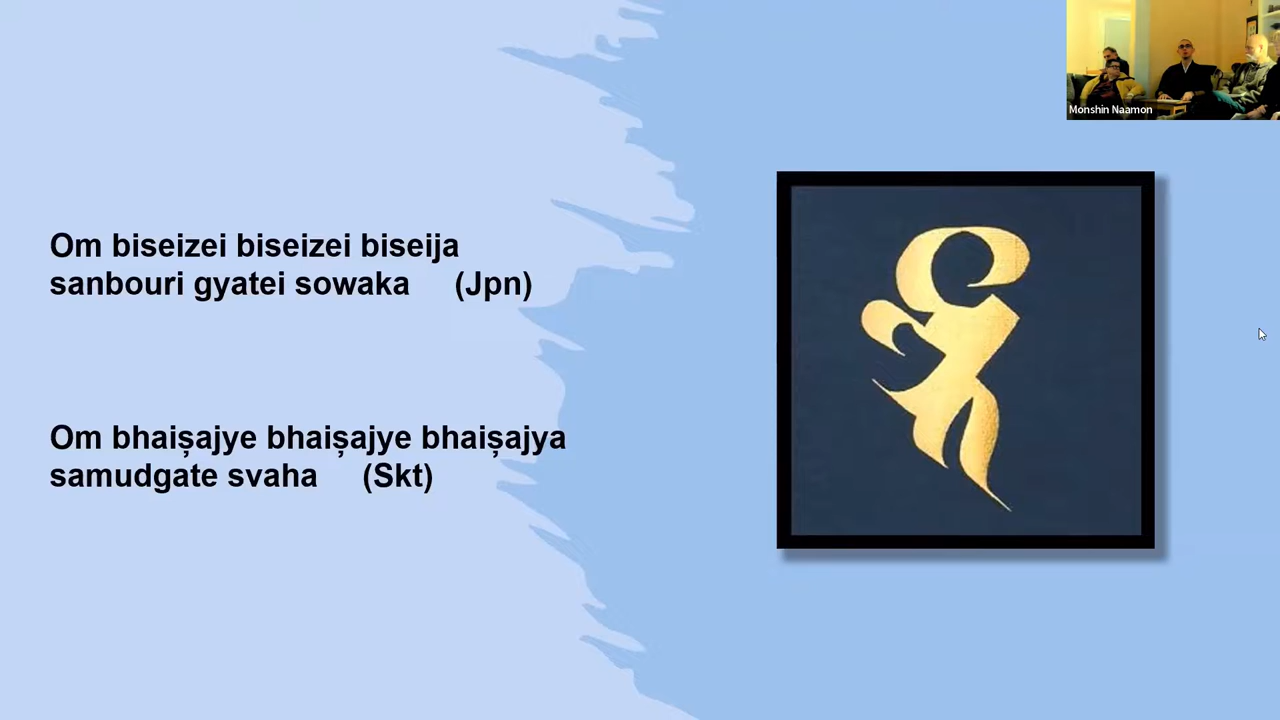 Monshin Naamon
Om biseizei biseizei biseija
sanbouri gyatei sowaka (Jpn)
Om bhaiṣajye bhaiṣajye bhaiṣajya
samudgate svaha (Skt)